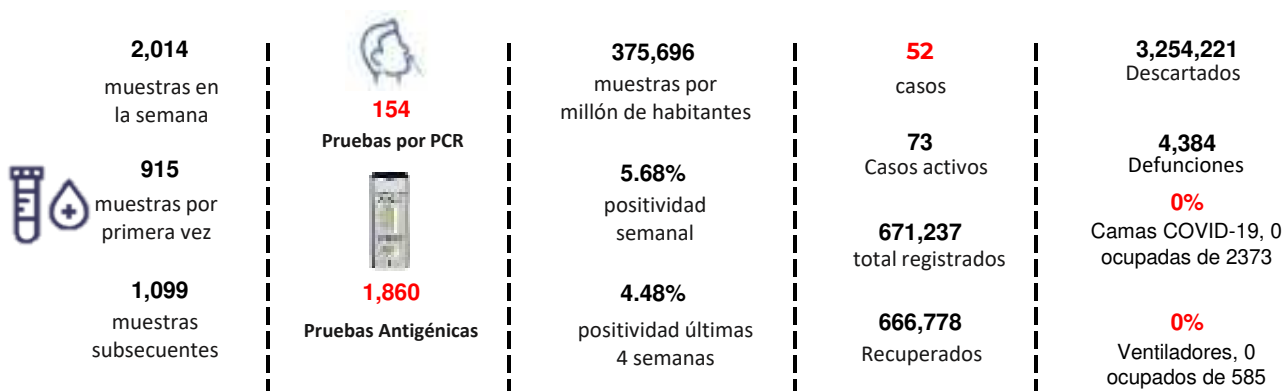 2,014
muestras en
la semana
915
muestras por
primera vez
1,099
muestras
subsecuentes
154
Pruebas por PCR
1,860
Pruebas Antigénicas
375,696
muestras por
millón de habitantes
5.68%
positividad
semanal
4.48%
positividad últimas
4 semanas
52
casos
73
Casos activos
671,237
total registrados
666,778
Recuperados
3,254,221
Descartados
4,384
Defunciones
0%
Camas COVID-19, 0
ocupadas de 2373
0%
Ventiladores, 0
ocupados de 585